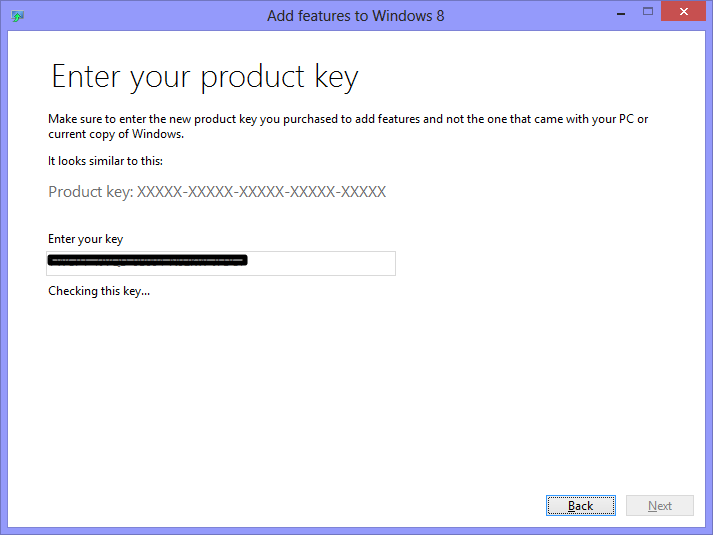 Add features to Windows 8
Enter your product key
Make sure to enter the new product key you purchased to add features and not the one that came with your PC or
current copy of Windows.
It looks similar to this:
Product key: XXXXX-XXXXX-XXXXX-XXXXX-XXXXX
Enter your key
Checking this key...
Back
Next